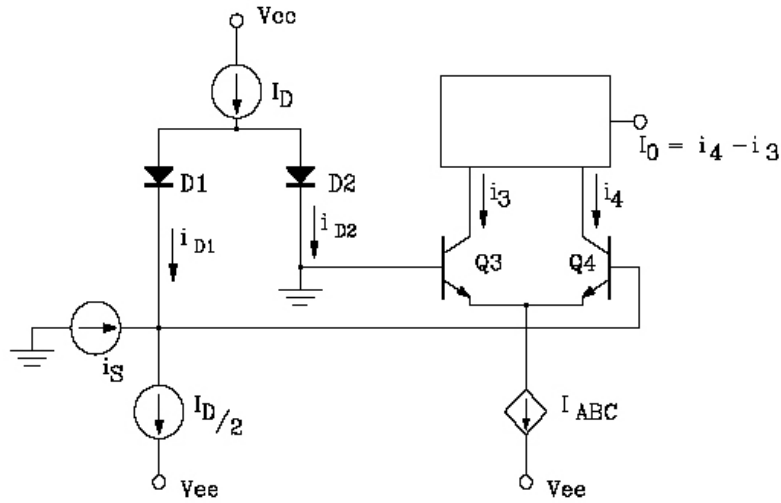 Vcc
I_D
D1
D2
i_D1
i_D2
i_3
i_4
I_0 = i_4 - i_3
Q3
Q4
i_S
I_D/2
I_ABC
Vee
Vee